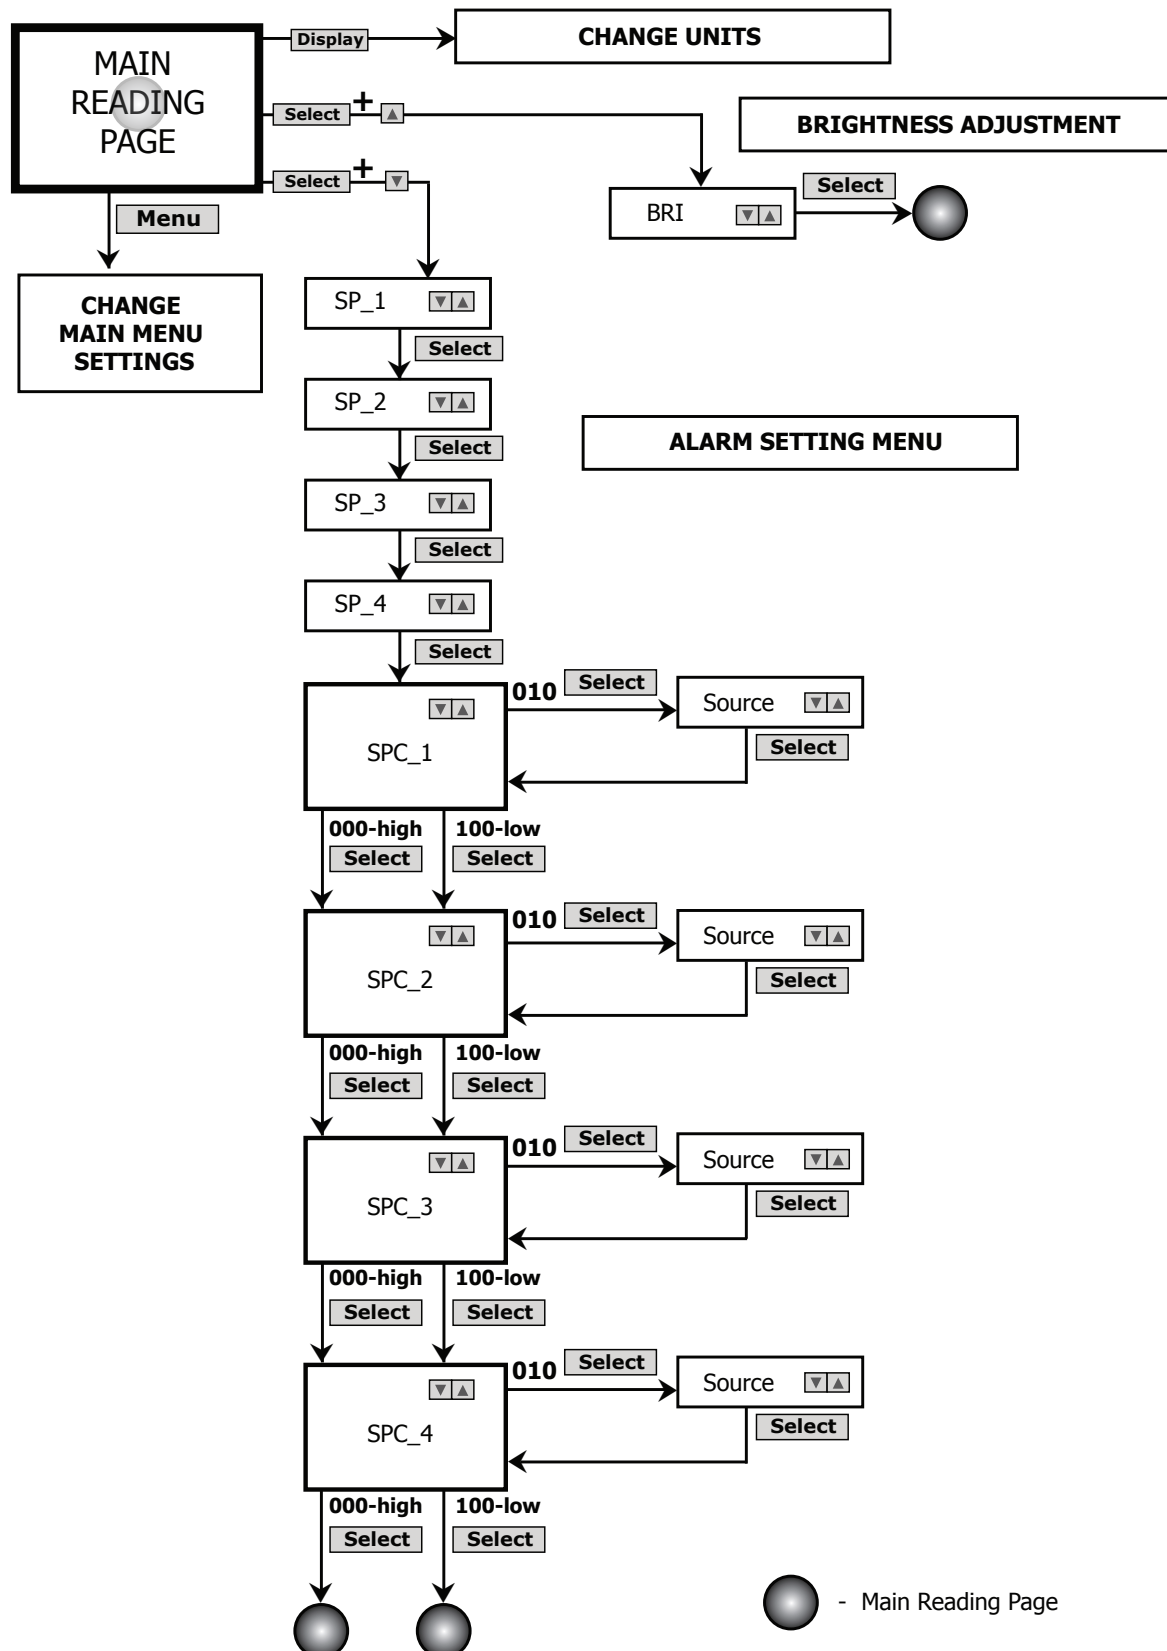 MAIN
READING
PAGE
Display
CHANGE UNITS
Select + ▲
BRIGHTNESS ADJUSTMENT
Select + ▼
BRI ▼ ▲
Select
Menu
CHANGE
MAIN MENU
SETTINGS
SP_1 ▼ ▲
Select
SP_2 ▼ ▲
Select
ALARM SETTING MENU
SP_3 ▼ ▲
Select
SP_4 ▼ ▲
Select
▼ ▲
SPC_1
010 Select
Source ▼ ▲
Select
000-high 100-low
Select Select
▼ ▲
SPC_2
010 Select
Source ▼ ▲
Select
000-high 100-low
Select Select
▼ ▲
SPC_3
010 Select
Source ▼ ▲
Select
000-high 100-low
Select Select
▼ ▲
SPC_4
010 Select
Source ▼ ▲
Select
000-high 100-low
Select Select
- Main Reading Page